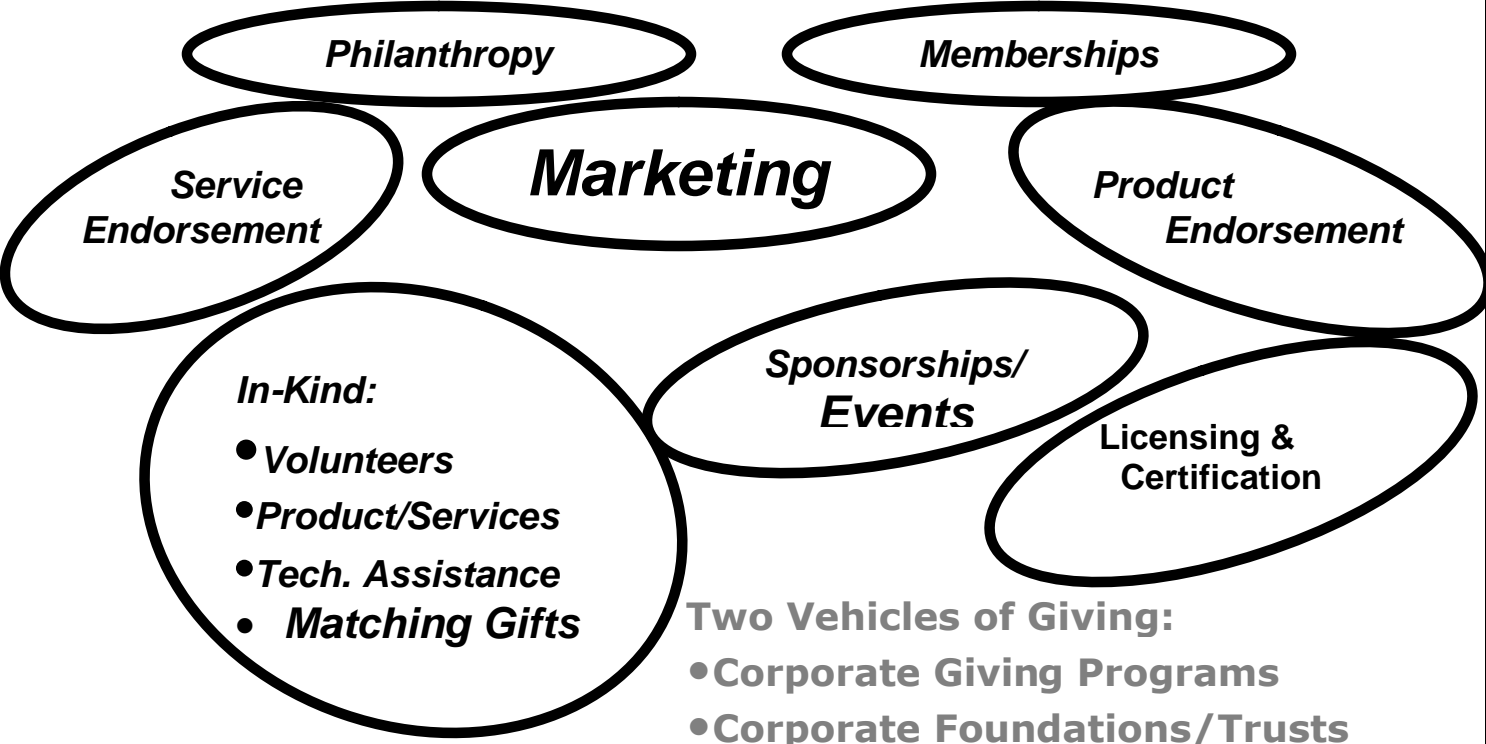 Philanthropy
Memberships
Marketing
Service
Endorsement
Product
Endorsement
Sponsorships/
Events
In-Kind:
•Volunteers
•Product/Services
•Tech. Assistance
• Matching Gifts
Licensing &
Certification
Two Vehicles of Giving:
•Corporate Giving Programs
•Corporate Foundations/Trusts